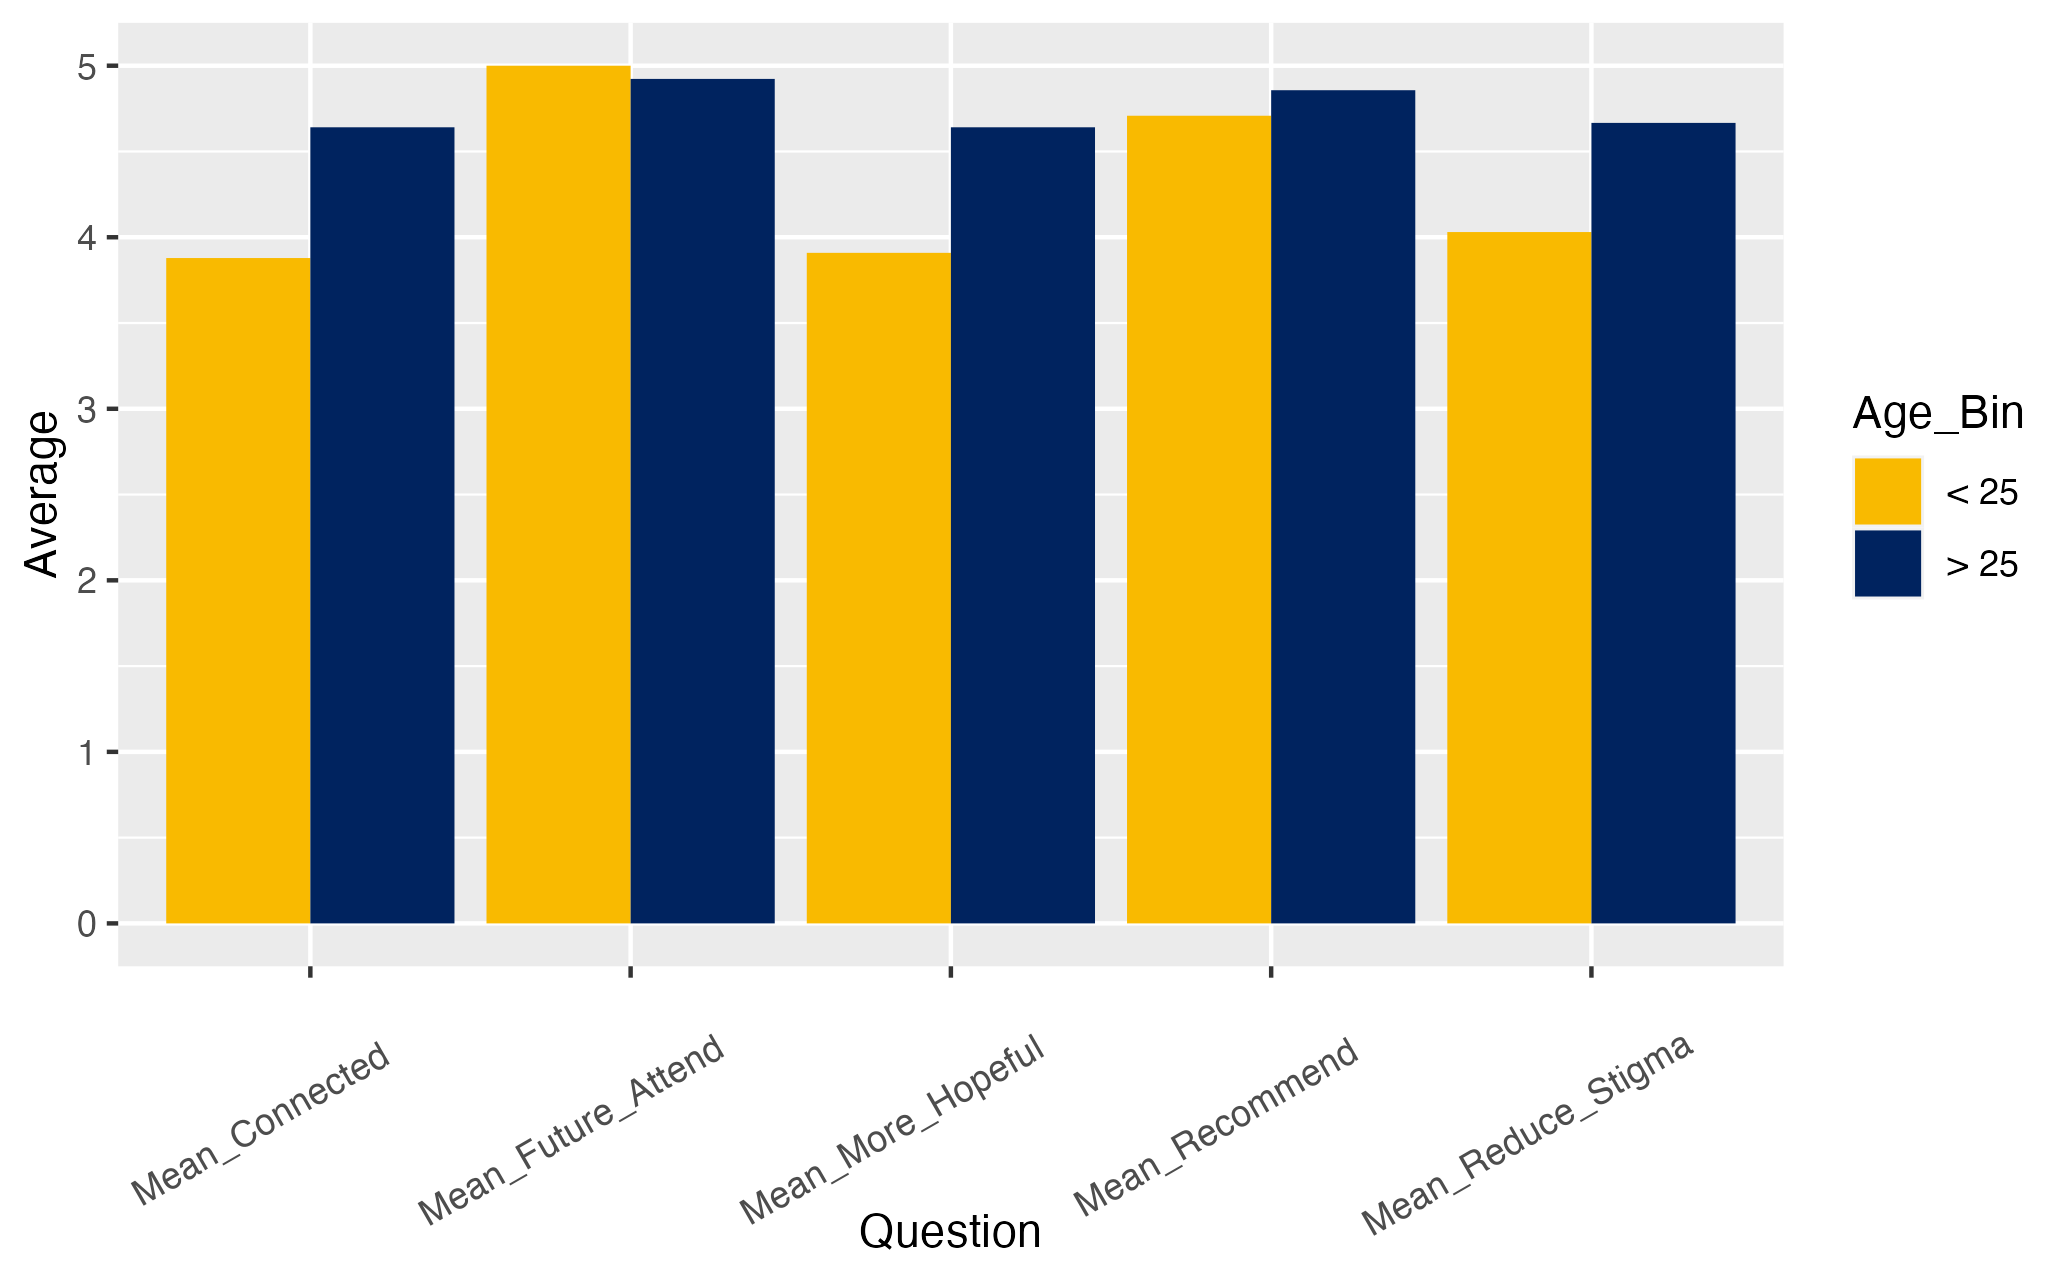 Average
5
4
3
2
1
0
Mean_Connected
Mean_Future_Attend
Mean_More_Hopeful
Mean_Recommend
Mean_Reduce_Stigma
Question
Age_Bin
< 25
> 25